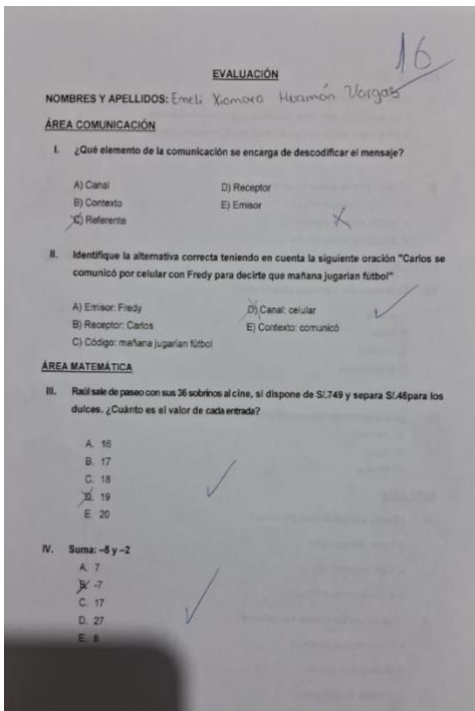 16
EVALUACIÓN
NOMBRES Y APELLIDOS: Emeli Xiomara Huamán Vargas
ÁREA COMUNICACIÓN
I. ¿Qué elemento de la comunicación se encarga de descodificar el mensaje?
A) Canal D) Receptor
B) Contexto E) Emisor
C) Referente
II. Identifique la alternativa correcta teniendo en cuenta la siguiente oración "Carlos se
comunicó por celular con Fredy para decirte que mañana jugarían fútbol"
A) Emisor: Fredy D) Canal: celular
B) Receptor: Carlos E) Contexto: comunicó
C) Código: mañana jugarían fútbol
ÁREA MATEMÁTICA
III. Raúl sale de paseo con sus 36 sobrinos al cine, si dispone de S/.749 y separa S/.46para los
dulces. ¿Cuánto es el valor de cada entrada?
A. 16
B. 17
C. 18
D. 19
E. 20
IV. Suma: –5 y –2
A. 7
B. -7
C. 17
D. 27
E. 8